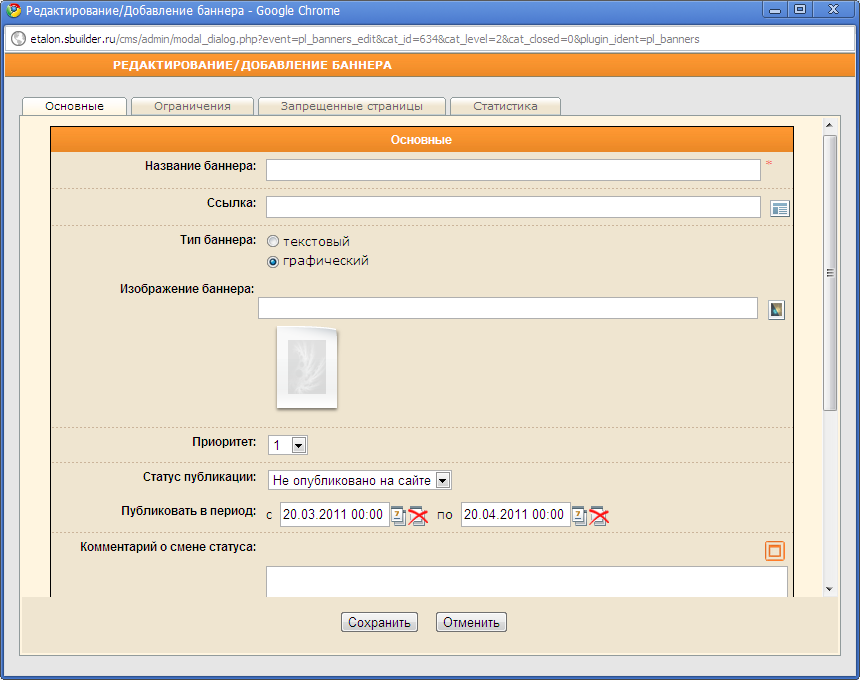 Редактирование/Добавление баннера - Google Chrome
etalon.sbuilder.ru/cms/admin/modal_dialog.php?event=pl_banners_edit&cat_id=634&cat_level=2&cat_closed=0&plugin_ident=pl_banners
РЕДАКТИРОВАНИЕ/ДОБАВЛЕНИЕ БАННЕРА
Основные Ограничения Запрещенные страницы Статистика
Основные
Название баннера: *
Ссылка:
Тип баннера: текстовый
графический
Изображение баннера:
Приоритет: 1
Статус публикации: Не опубликовано на сайте
Публиковать в период: с 20.03.2011 00:00 по 20.04.2011 00:00
Комментарий о смене статуса:
Сохранить Отменить